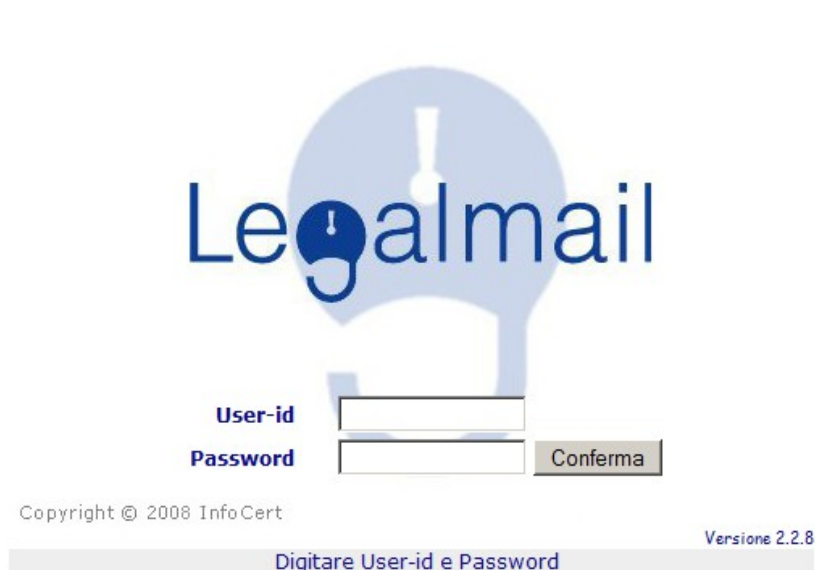 Legalmail
User-id
Password Conferma
Copyright © 2008 InfoCert
Versione 2.2.8
Digitare User-id e Password